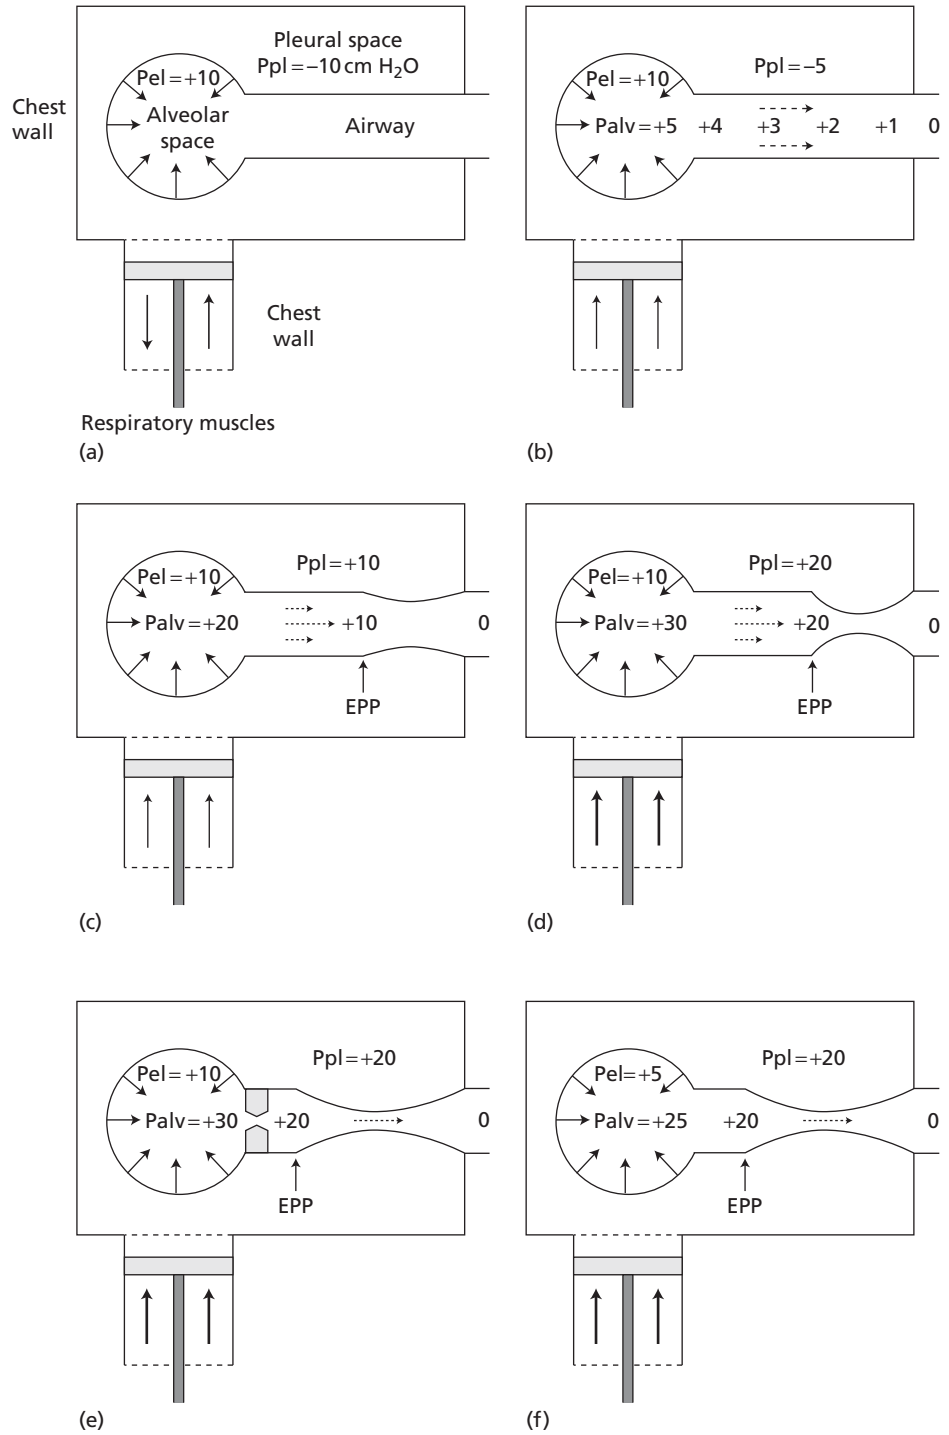 Pleural space
Ppl = –10 cm H₂O
Pel = +10
Chest
wall
Alveolar
space
Airway
Chest
wall
Respiratory muscles
(a)
Ppl = –5
Pel = +10
Palv = +5 +4 +3 +2 +1 0
(b)
Ppl = +10
Pel = +10
Palv = +20 +10 0
EPP
(c)
Ppl = +20
Pel = +10
Palv = +30 +20 0
EPP
(d)
Ppl = +20
Pel = +10
Palv = +30 +20 0
EPP
(e)
Ppl = +20
Pel = +5
Palv = +25 +20 0
EPP
(f)